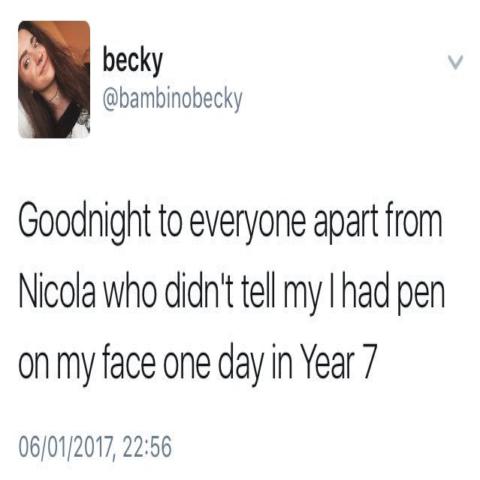 becky
@bambinobecky
Goodnight to everyone apart from
Nicola who didn't tell my I had pen
on my face one day in Year 7
06/01/2017, 22:56